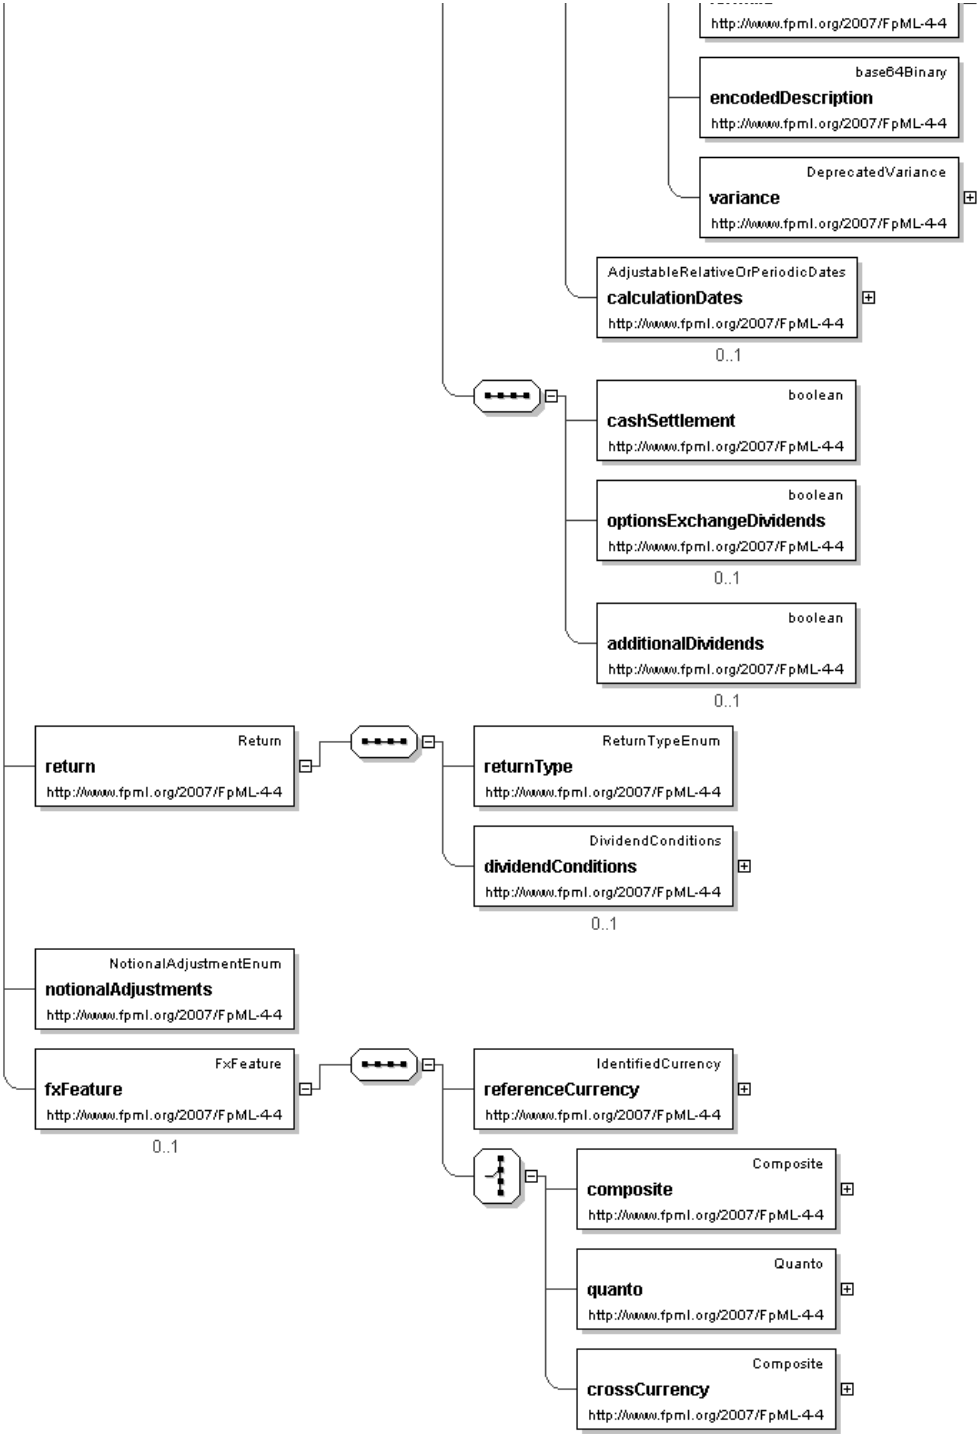 http://www.fpml.org/2007/FpML-4-4
base64Binary
encodedDescription
http://www.fpml.org/2007/FpML-4-4
DeprecatedVariance
variance
http://www.fpml.org/2007/FpML-4-4
AdjustableRelativeOrPeriodicDates
calculationDates
http://www.fpml.org/2007/FpML-4-4
0..1
boolean
cashSettlement
http://www.fpml.org/2007/FpML-4-4
boolean
optionsExchangeDividends
http://www.fpml.org/2007/FpML-4-4
0..1
boolean
additionalDividends
http://www.fpml.org/2007/FpML-4-4
0..1
Return
return
http://www.fpml.org/2007/FpML-4-4
ReturnTypeEnum
returnType
http://www.fpml.org/2007/FpML-4-4
DividendConditions
dividendConditions
http://www.fpml.org/2007/FpML-4-4
0..1
NotionalAdjustmentEnum
notionalAdjustments
http://www.fpml.org/2007/FpML-4-4
FxFeature
fxFeature
http://www.fpml.org/2007/FpML-4-4
0..1
IdentifiedCurrency
referenceCurrency
http://www.fpml.org/2007/FpML-4-4
Composite
composite
http://www.fpml.org/2007/FpML-4-4
Quanto
quanto
http://www.fpml.org/2007/FpML-4-4
Composite
crossCurrency
http://www.fpml.org/2007/FpML-4-4